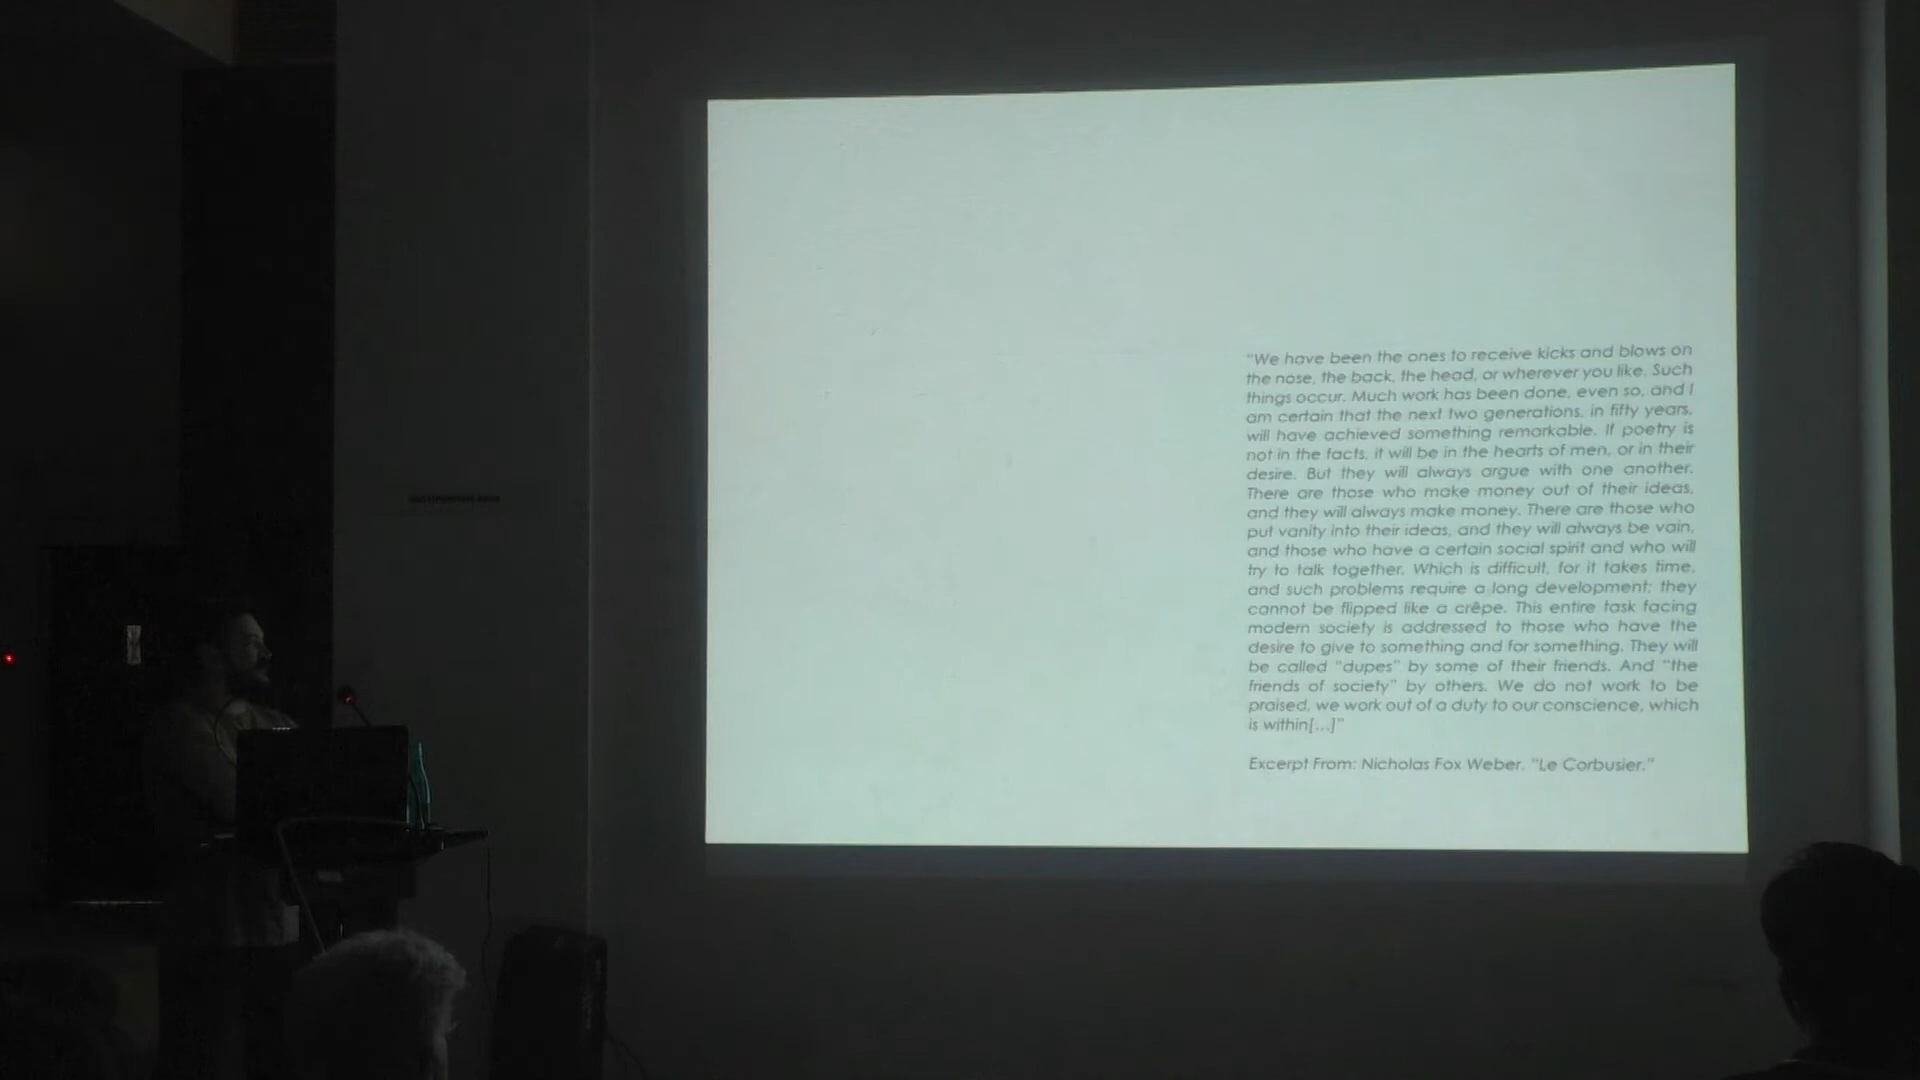 "We have been the ones to receive kicks and blows on
the nose, the back, the head, or wherever you like. Such
things occur. Much work has been done, even so, and I
am certain that the next two generations, in fifty years,
will have achieved something remarkable. If poetry is
not in the facts, it will be in the hearts of men, or in their
desire. But they will always argue with one another.
There are those who make money out of their ideas,
and they will always make money. There are those who
put vanity into their ideas, and they will always be vain,
and those who have a certain social spirit and who will
try to talk together. Which is difficult, for it takes time,
and such problems require a long development; they
cannot be flipped like a crêpe. This entire task facing
modern society is addressed to those who have the
desire to give to something and for something. They will
be called "dupes" by some of their friends. And "the
friends of society" by others. We do not work to be
praised, we work out of a duty to our conscience, which
is within[...]"
Excerpt From: Nicholas Fox Weber. "Le Corbusier."